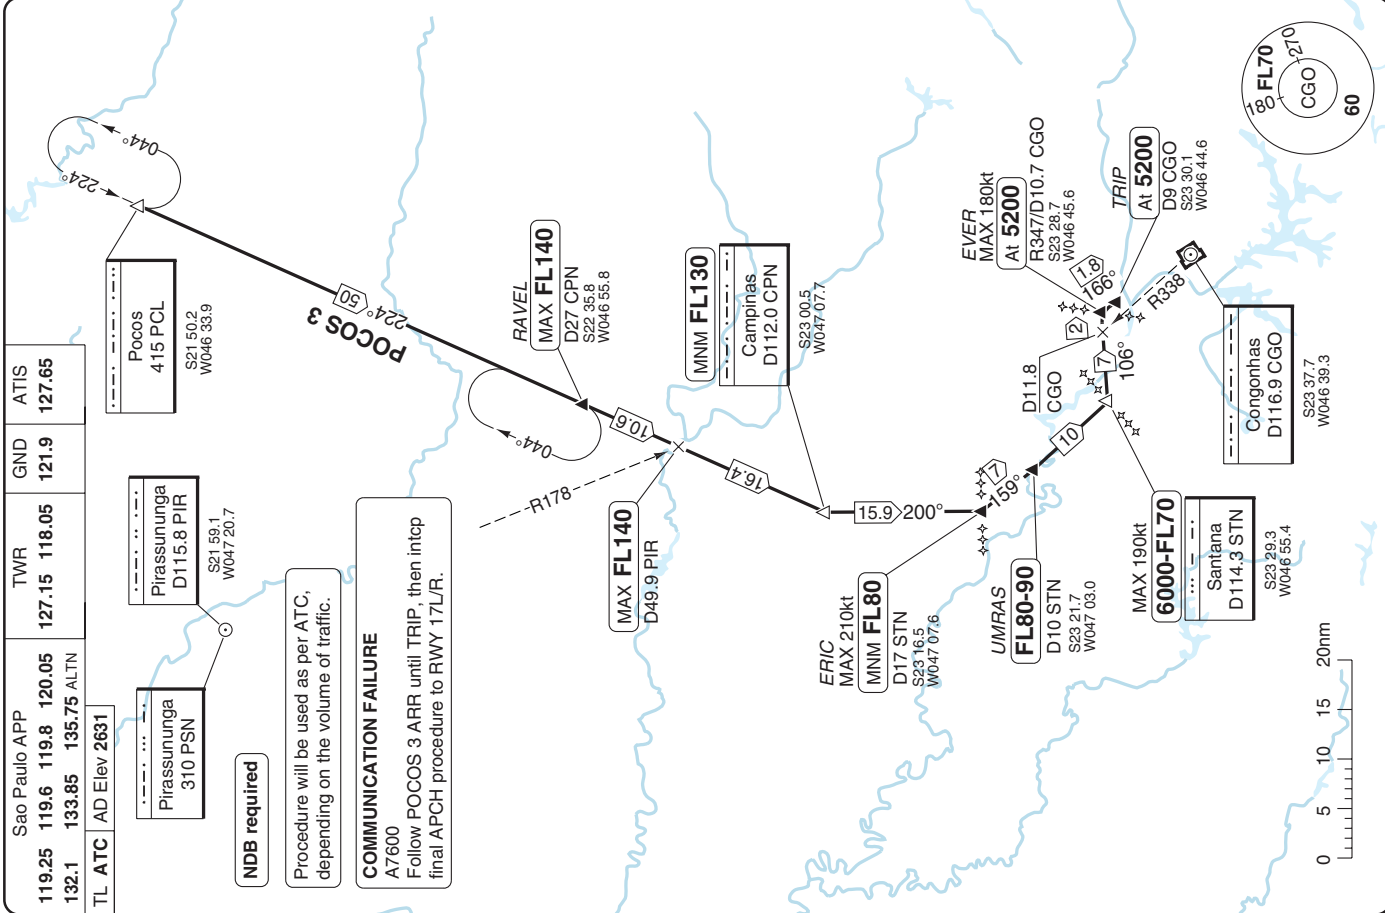 Sao Paulo APP
119.25 119.6 119.8 120.05
132.1 133.85 135.75 ALTN
TWR
127.15 118.05
GND
121.9
ATIS
127.65
TL ATC
AD Elev 2631
Pirassununga
310 PSN
Pirassununga
D115.8 PIR
S21 59.1
W047 20.7
Pocos
415 PCL
S21 50.2
W046 33.9
NDB required
Procedure will be used as per ATC,
depending on the volume of traffic.
COMMUNICATION FAILURE
A7600
Follow POCOS 3 ARR until TRIP, then intcp
final APCH procedure to RWY 17L/R.
224°
044°
50
224°
POCOS 3
RAVEL
MAX FL140
D27 CPN
S22 35.8
W046 55.8
044°
10.6
R178
MAX FL140
D49.9 PIR
16.4
MNM FL130
Campinas
D112.0 CPN
S23 00.5
W047 07.7
15.9
200°
ERIC
MAX 210kt
MNM FL80
D17 STN
S23 16.5
W047 07.6
7
159°
UMRAS
FL80-90
D10 STN
S23 21.7
W047 03.0
10
MAX 190kt
6000-FL70
Santana
D114.3 STN
S23 29.3
W046 55.4
7
106°
D11.8
CGO
2
EVER
MAX 180kt
At 5200
R347/D10.7 CGO
S23 28.7
W046 45.6
1.8
166°
TRIP
At 5200
D9 CGO
S23 30.1
W046 44.6
R338
Congonhas
D116.9 CGO
S23 37.7
W046 39.3
180
FL70
270
CGO
60
0 5 10 15 20nm